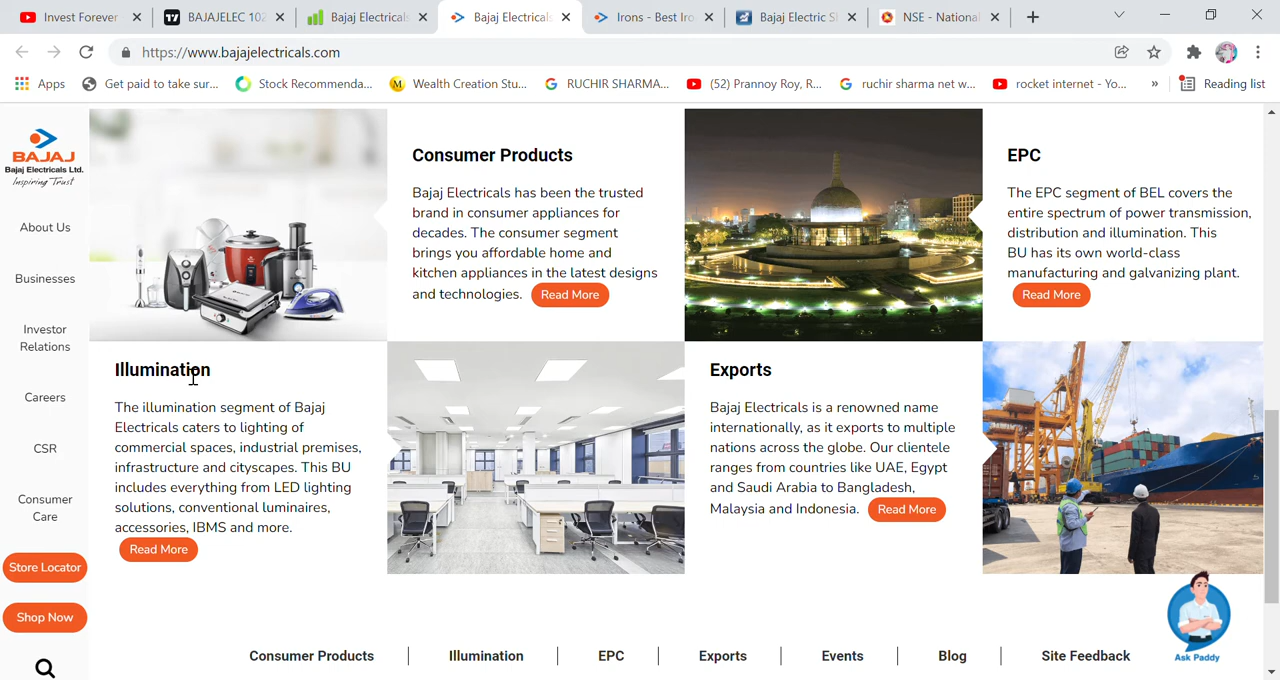 Invest Forever
BAJAJELEC 102
Bajaj Electricals
Bajaj Electricals
Irons - Best Iro
Bajaj Electric S
NSE - National
https://www.bajajelectricals.com
Apps
Get paid to take sur...
Stock Recommenda...
M
Wealth Creation Stu...
G
RUCHIR SHARMA...
(52) Prannoy Roy, R...
G
ruchir sharma net w...
rocket internet - Yo...
»
Reading list
BAJAJ
Bajaj Electricals Ltd.
Inspiring Trust
About Us
Businesses
Investor
Relations
Careers
CSR
Consumer
Care
Store Locator
Shop Now
Consumer Products
Bajaj Electricals has been the trusted
brand in consumer appliances for
decades. The consumer segment
brings you affordable home and
kitchen appliances in the latest designs
and technologies. Read More
EPC
The EPC segment of BEL covers the
entire spectrum of power transmission,
distribution and illumination. This
BU has its own world-class
manufacturing and galvanizing plant.
Read More
Illumination
The illumination segment of Bajaj
Electricals caters to lighting of
commercial spaces, industrial premises,
infrastructure and cityscapes. This BU
includes everything from LED lighting
solutions, conventional luminaires,
accessories, IBMS and more.
Read More
Exports
Bajaj Electricals is a renowned name
internationally, as it exports to multiple
nations across the globe. Our clientele
ranges from countries like UAE, Egypt
and Saudi Arabia to Bangladesh,
Malaysia and Indonesia. Read More
Ask Paddy
Consumer Products
Illumination
EPC
Exports
Events
Blog
Site Feedback